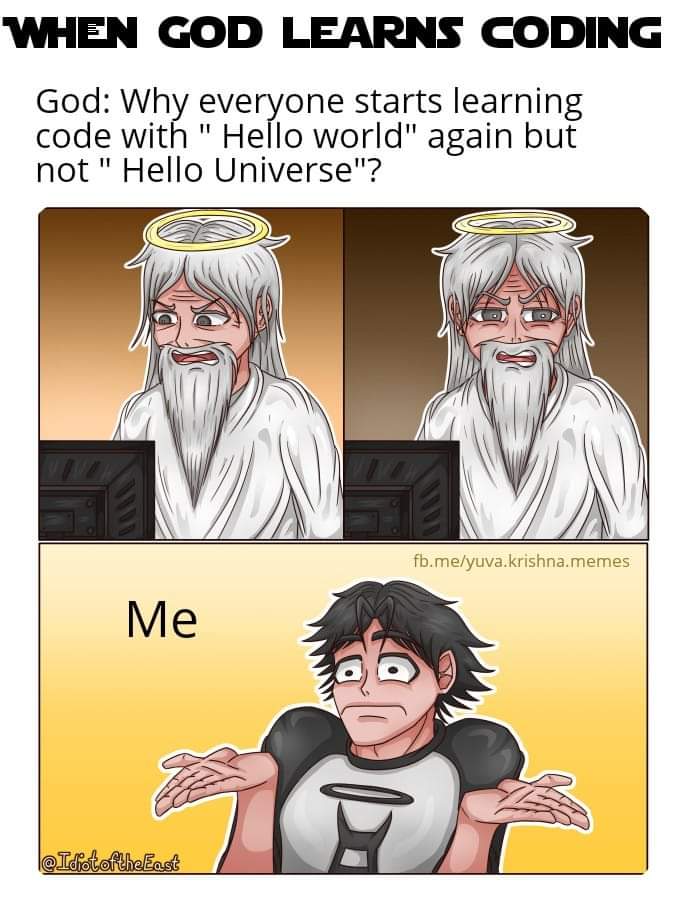 WHEN GOD LEARNS CODING
God: Why everyone starts learning
code with " Hello world" again but
not " Hello Universe"?
fb.me/yuva.krishna.memes
Me
@IdiotoftheEast